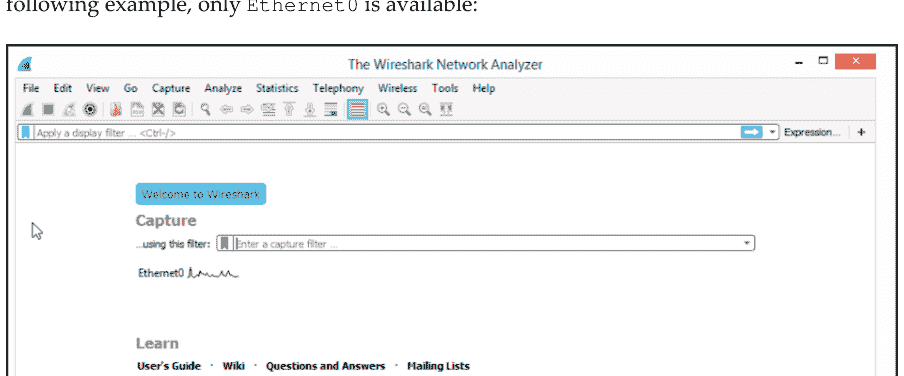 following example, only Ethernet0 is available:
The Wireshark Network Analyzer
File Edit View Go Capture Analyze Statistics Telephony Wireless Tools Help
Apply a display filter ... <Ctrl-/> Expression... +
Welcome to Wireshark
Capture
...using this filter: Enter a capture filter ...
Ethernet0
Learn
User's Guide · Wiki · Questions and Answers · Mailing Lists